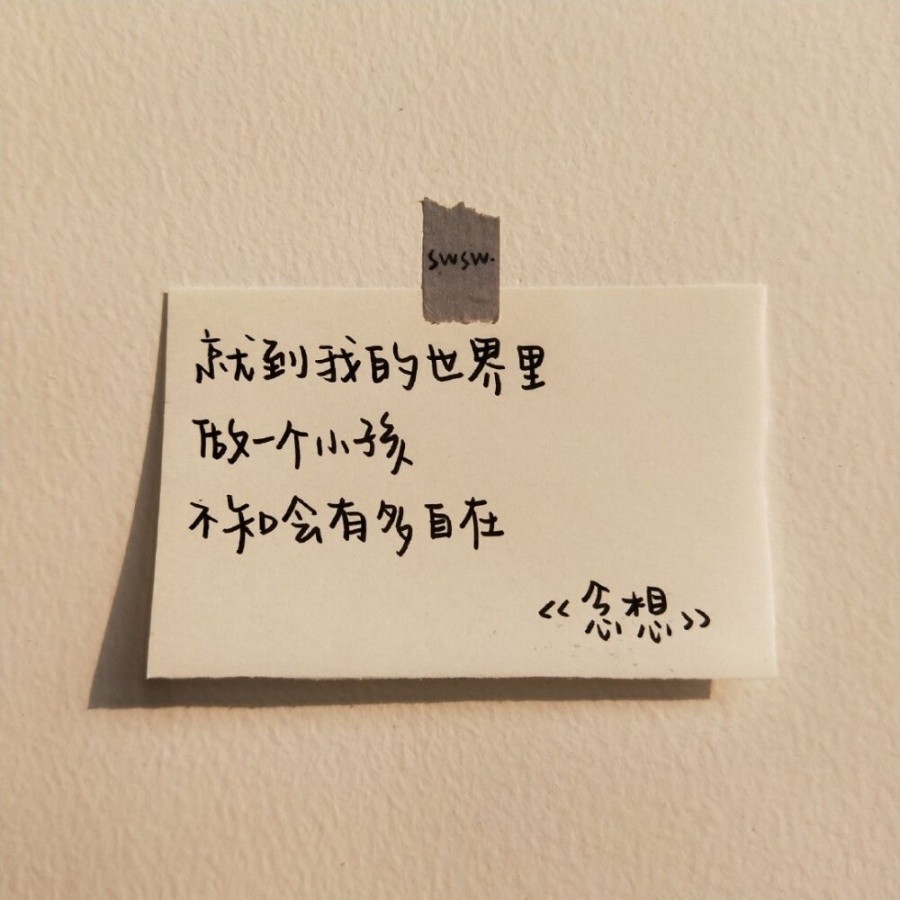 swsw.
就到我的世界里
做一个小孩
不知会有多自在
《念想》